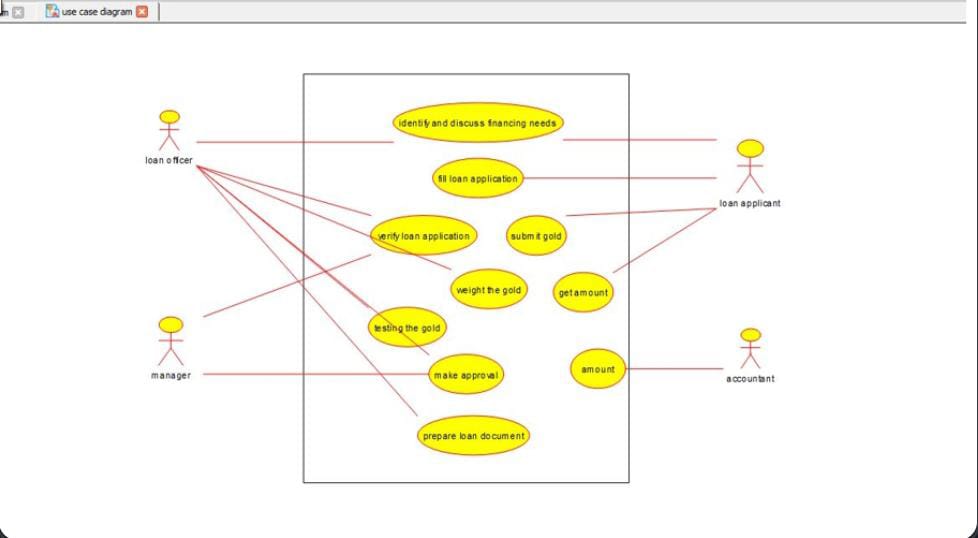 m
use case diagram
identify and discuss financing needs
loan officer
fill loan application
loan applicant
verify loan application
submit gold
weight the gold
get amount
testing the gold
manager
make approval
amount
accountant
prepare loan document